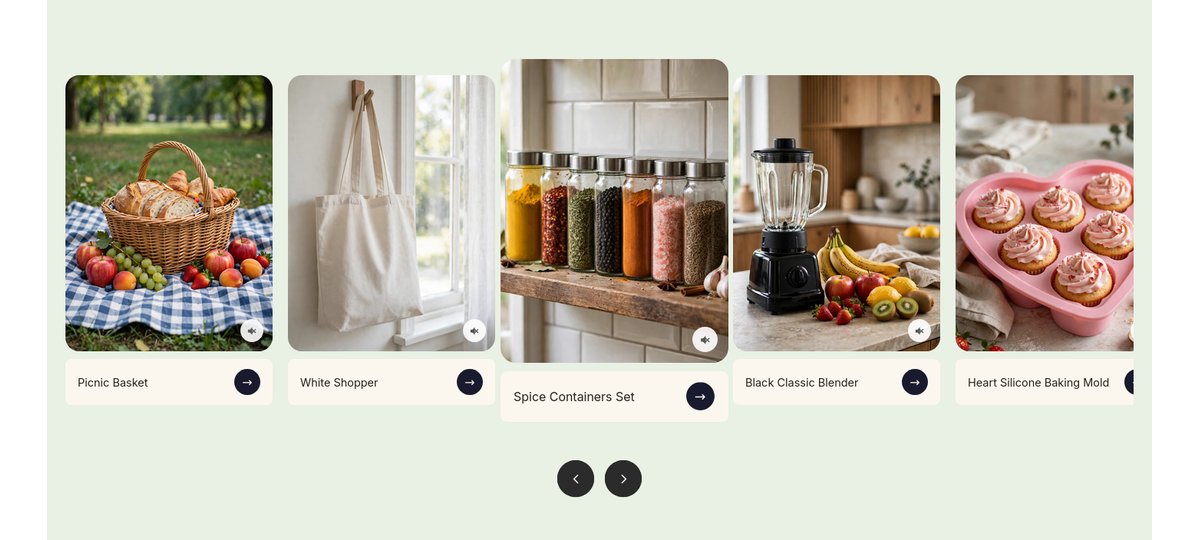 Picnic Basket
White Shopper
Spice Containers Set
Black Classic Blender
Heart Silicone Baking Mold